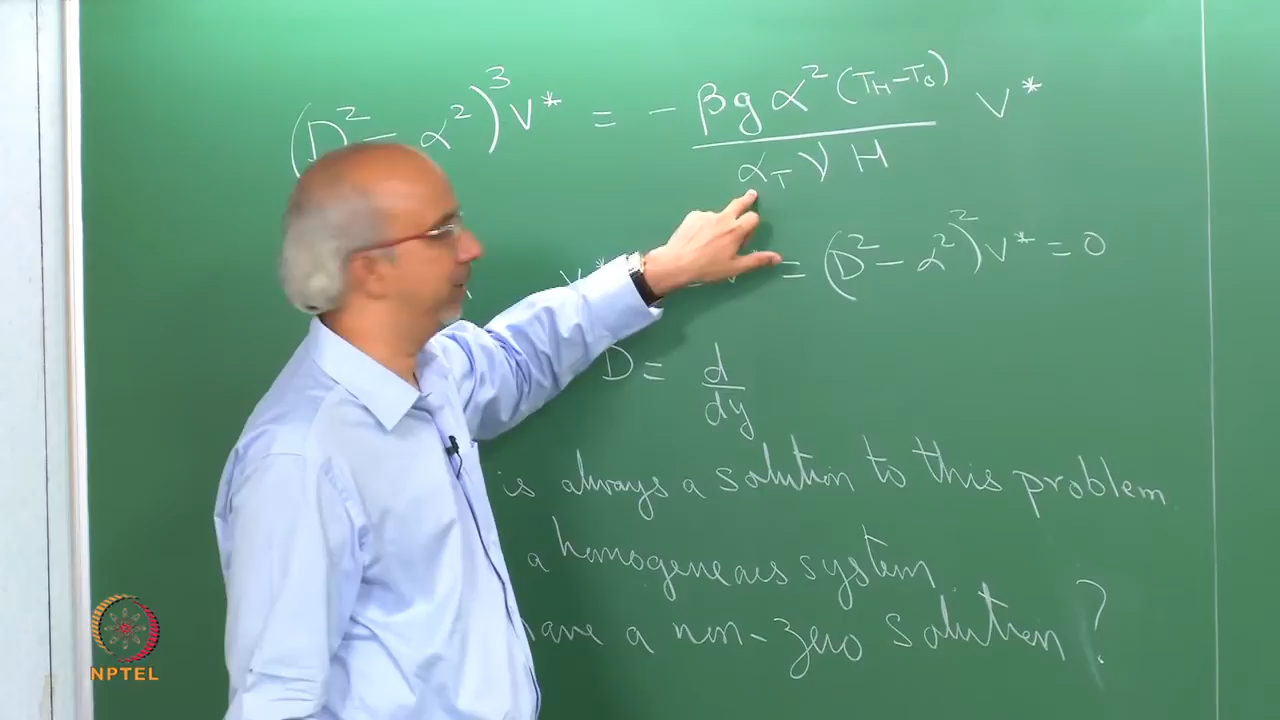 (D² - α²)³ V* = - βgα²(T_H-T_0) / α_T ν H V*
= (D² - α²)² V* = 0
D = d/dy
is always a solution to this problem
a homogeneous system
have a non-zero solution?
NPTEL